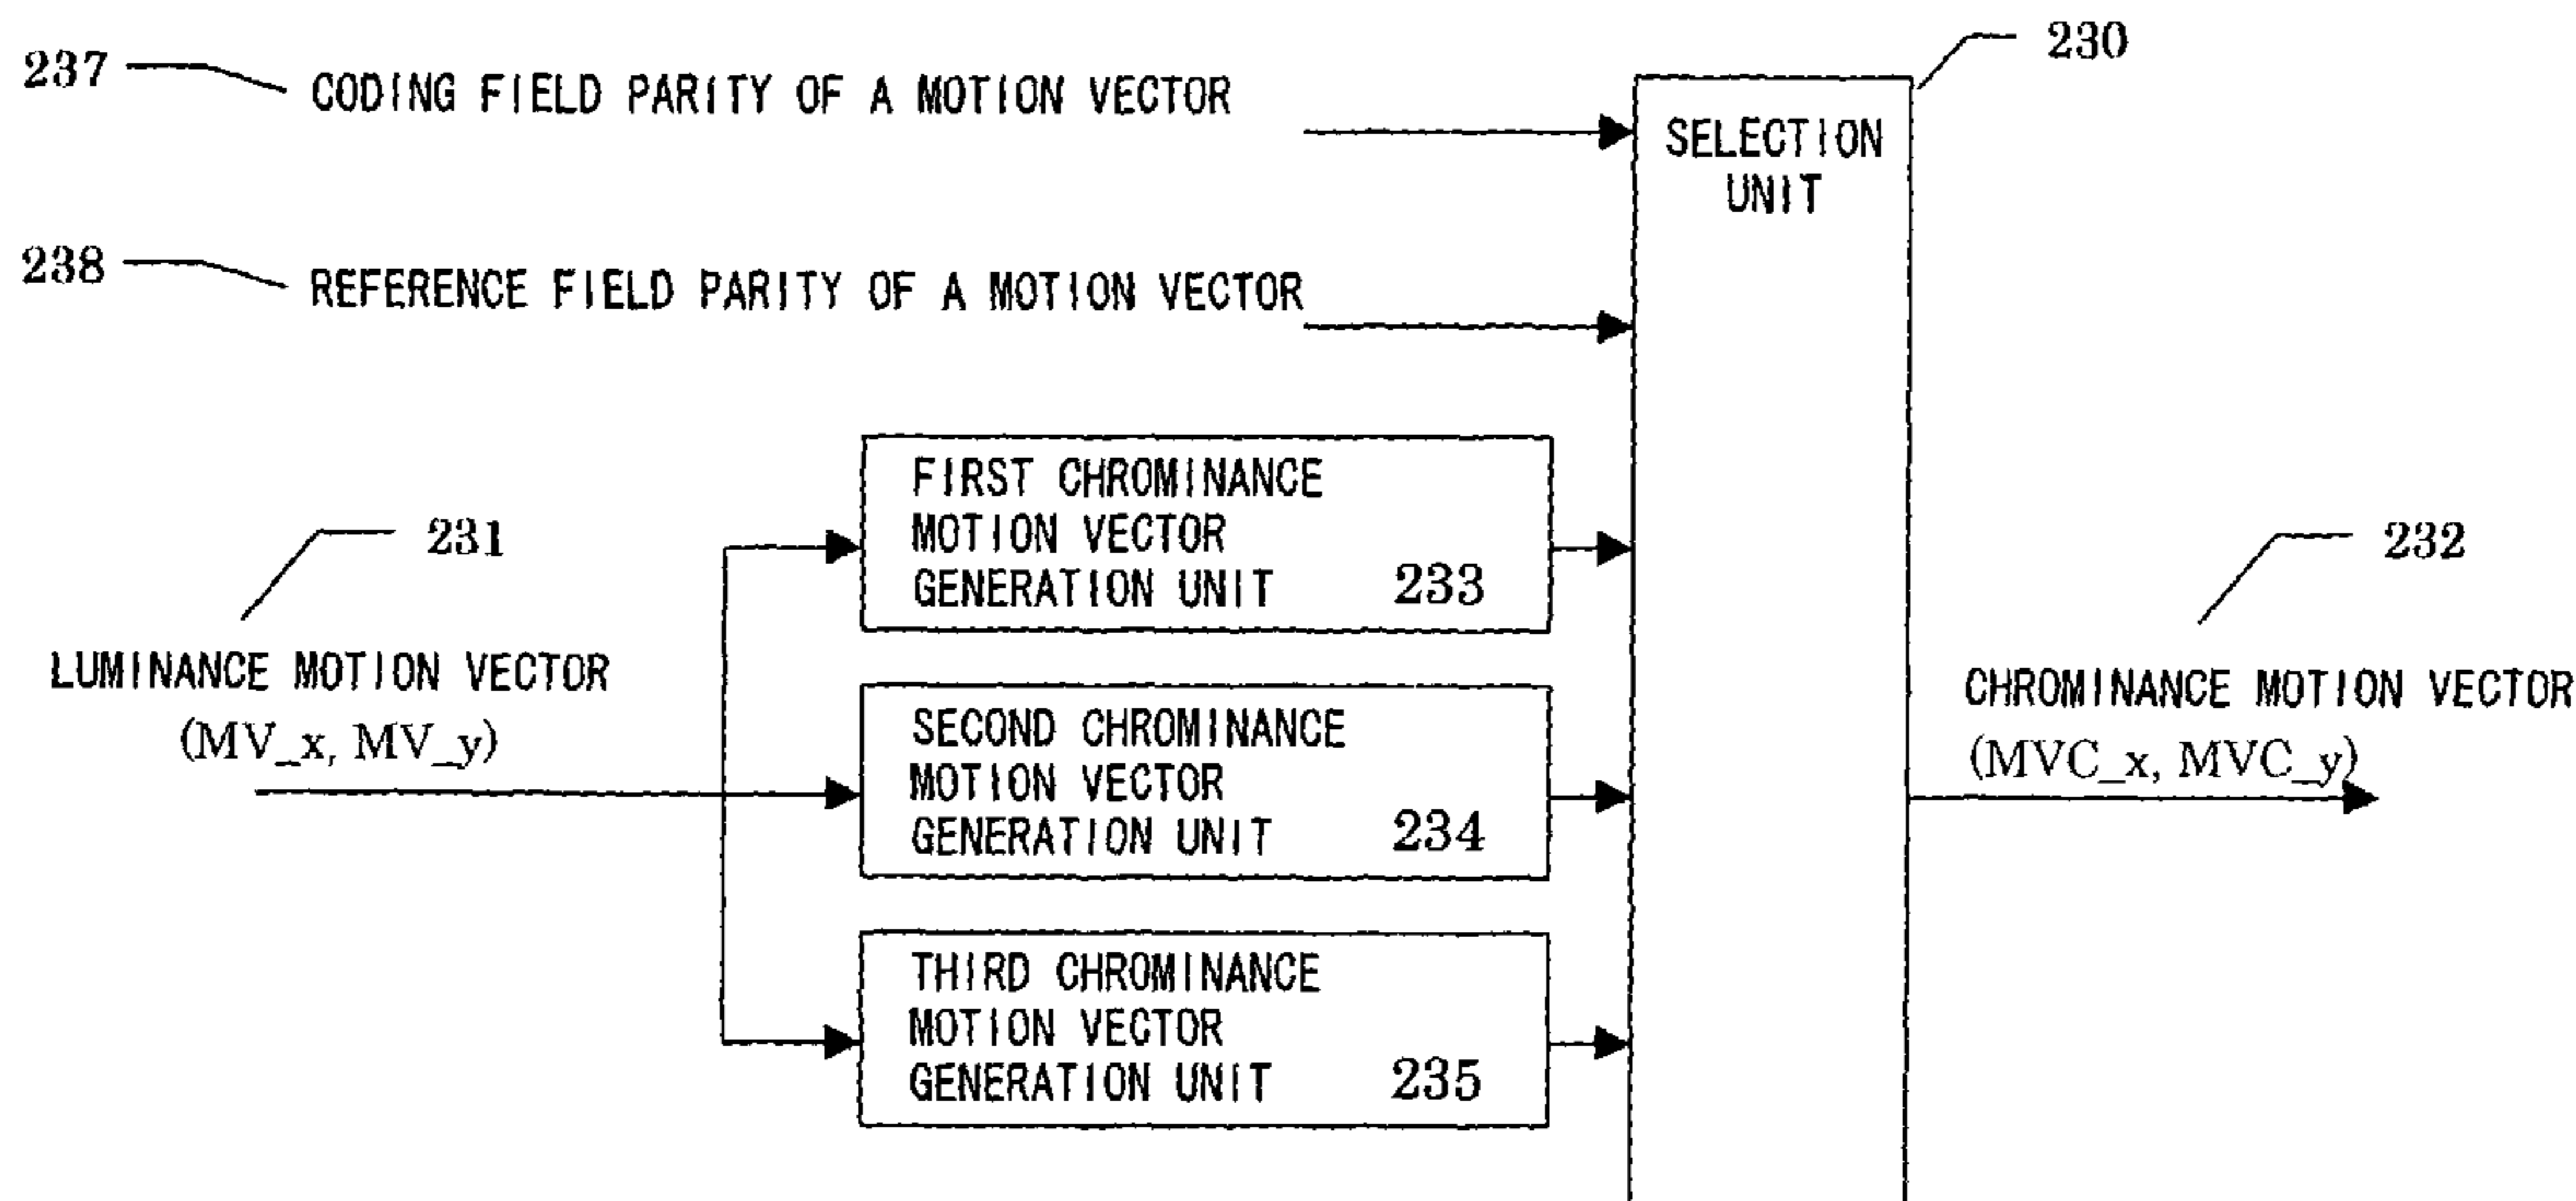 230
237
CODING FIELD PARITY OF A MOTION VECTOR
SELECTION
UNIT
238
REFERENCE FIELD PARITY OF A MOTION VECTOR
FIRST CHROMINANCE
MOTION VECTOR
GENERATION UNIT 233
231
LUMINANCE MOTION VECTOR
(MV_x, MV_y)
SECOND CHROMINANCE
MOTION VECTOR
GENERATION UNIT 234
232
CHROMINANCE MOTION VECTOR
(MVC_x, MVC_y)
THIRD CHROMINANCE
MOTION VECTOR
GENERATION UNIT 235